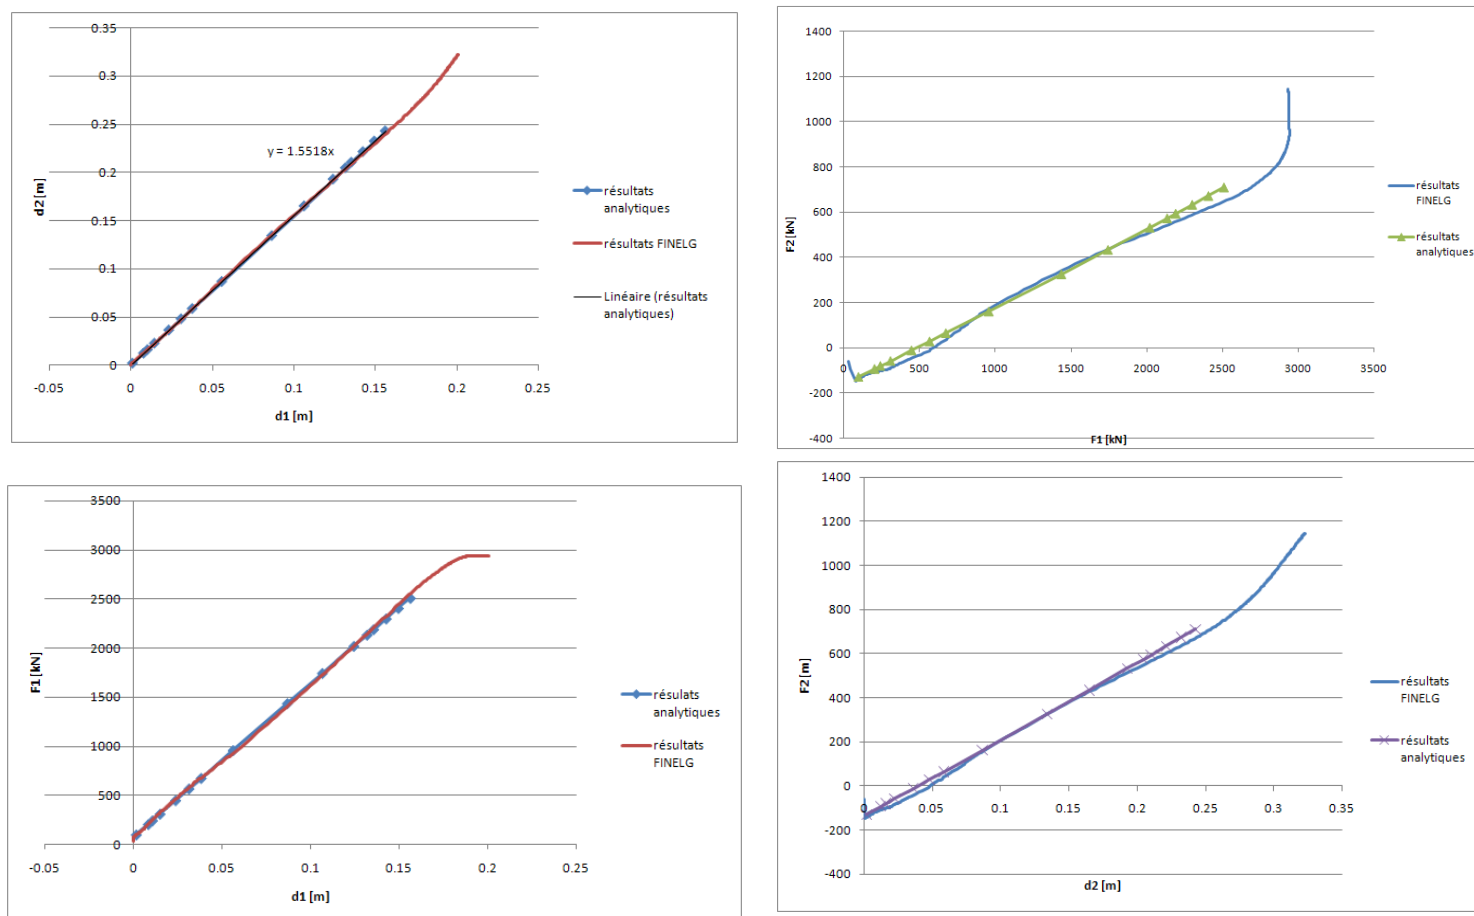 0.35
0.3
0.25
0.2
0.15
0.1
0.05
0
-0.05
0
0.05
0.1
0.15
0.2
0.25
d2 [m]
d1 [m]
y = 1.5518x
résultats
analytiques
résultats FINELG
Linéaire (résultats
analytiques)
1400
1200
1000
800
600
400
200
0
-200
-400
0
500
1000
1500
2000
2500
3000
3500
F2 [kN]
F1 [kN]
résultats
FINELG
résultats
analytiques
3500
3000
2500
2000
1500
1000
500
0
-0.05
0
0.05
0.1
0.15
0.2
0.25
F1 [kN]
d1 [m]
résulats
analytiques
résultats
FINELG
1400
1200
1000
800
600
400
200
0
-200
-400
0
0.05
0.1
0.15
0.2
0.25
0.3
0.35
F2 [m]
d2 [m]
résultats
FINELG
résultats
analytiques